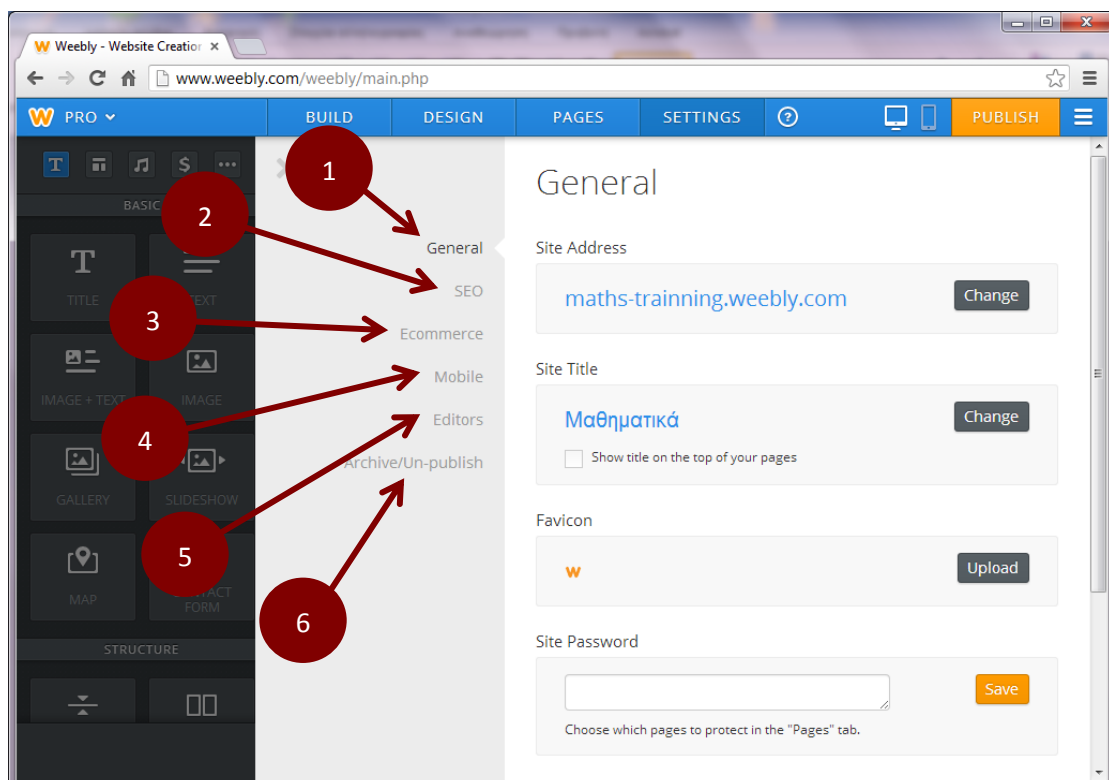 Weebly - Website Creation
www.weebly.com/weebly/main.php
PRO
BUILD
DESIGN
PAGES
SETTINGS
PUBLISH
BASIC
TITLE
TEXT
IMAGE + TEXT
IMAGE
GALLERY
SLIDESHOW
MAP
CONTACT
FORM
STRUCTURE
1
2
3
4
5
6
General
SEO
Ecommerce
Mobile
Editors
Archive/Un-publish
General
Site Address
maths-trainning.weebly.com
Change
Site Title
Μαθηματικά
Change
Show title on the top of your pages
Favicon
Upload
Site Password
Save
Choose which pages to protect in the "Pages" tab.